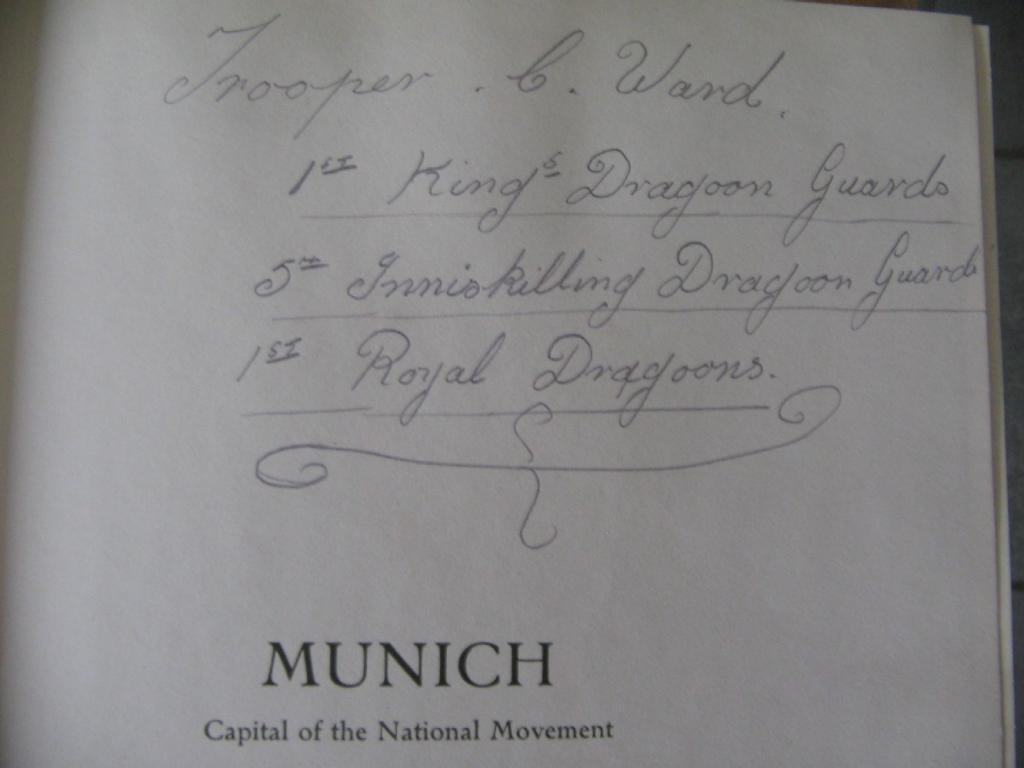 Trooper . C. Ward.
1st King's Dragoon Guards
5th Inniskilling Dragoon Guards
1st Royal Dragoons.
MUNICH
Capital of the National Movement